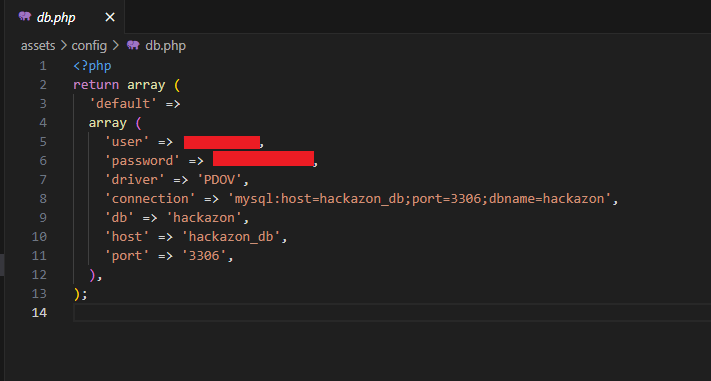 db.php
assets > config > db.php
1 <?php
2 return array (
3 'default' =>
4 array (
5 'user' => ,
6 'password' => ,
7 'driver' => 'PDOV',
8 'connection' => 'mysql:host=hackazon_db;port=3306;dbname=hackazon',
9 'db' => 'hackazon',
10 'host' => 'hackazon_db',
11 'port' => '3306',
12 ),
13 );
14